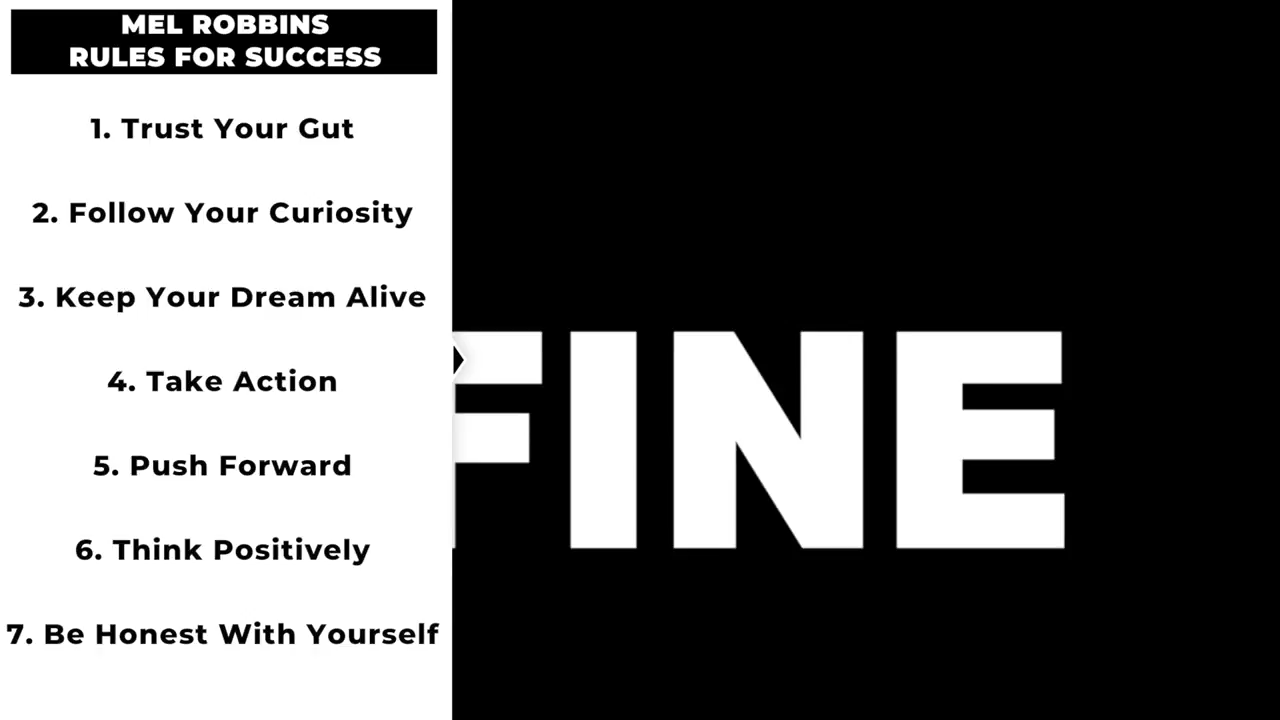 MEL ROBBINS
RULES FOR SUCCESS
1. Trust Your Gut
2. Follow Your Curiosity
3. Keep Your Dream Alive
4. Take Action
5. Push Forward
6. Think Positively
7. Be Honest With Yourself
FINE